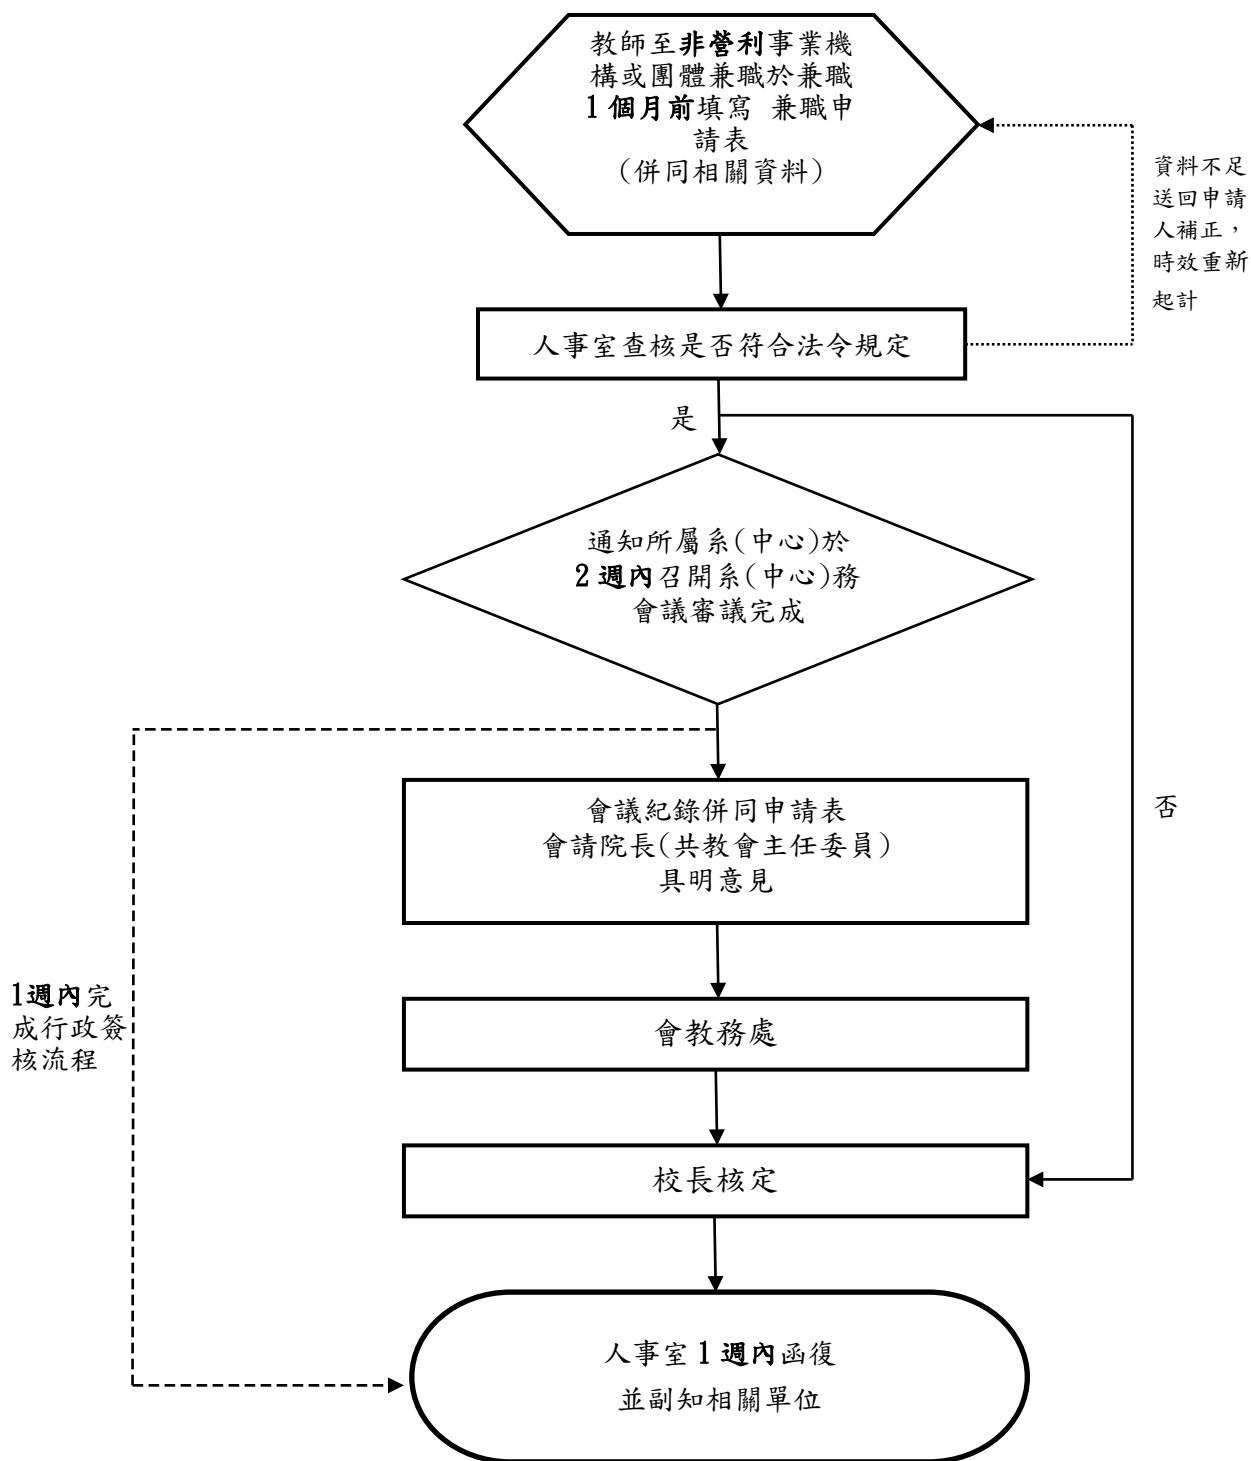 教師至非營利事業機
構或團體兼職於兼職
1個月前填寫 兼職申
請表
(併同相關資料)
資料不足
送回申請
人補正，
時效重新
起計
人事室查核是否符合法令規定
是
通知所屬系(中心)於
2週內召開系(中心)務
會議審議完成
會議紀錄併同申請表
會請院長(共教會主任委員)
具明意見
否
1週內完
成行政簽
核流程
會教務處
校長核定
人事室1週內函復
並副知相關單位